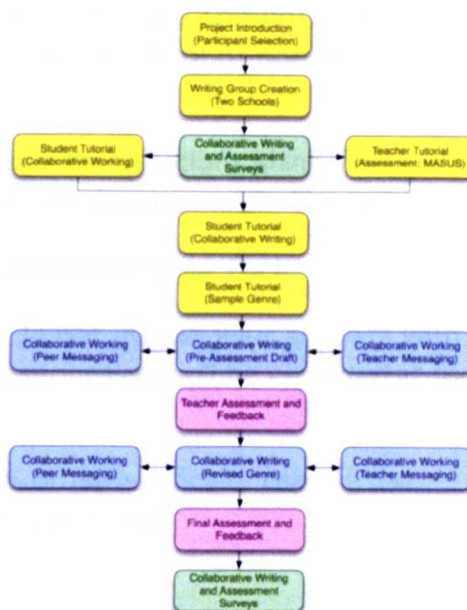 Project Introduction
(Participant Selection)
Writing Group Creation
(Two Schools)
Student Tutorial
(Collaborative Working)
Collaborative Writing
and Assessment
Surveys
Teacher Tutorial
(Assessment: MASUS)
Student Tutorial
(Collaborative Writing)
Student Tutorial
(Sample Genre)
Collaborative Working
(Peer Messaging)
Collaborative Writing
(Pre-Assessment Draft)
Collaborative Working
(Teacher Messaging)
Teacher Assessment and
Feedback
Collaborative Working
(Peer Messaging)
Collaborative Writing
(Revised Genre)
Collaborative Working
(Teacher Messaging)
Final Assessment and
Feedback
Collaborative Writing
and Assessment
Surveys